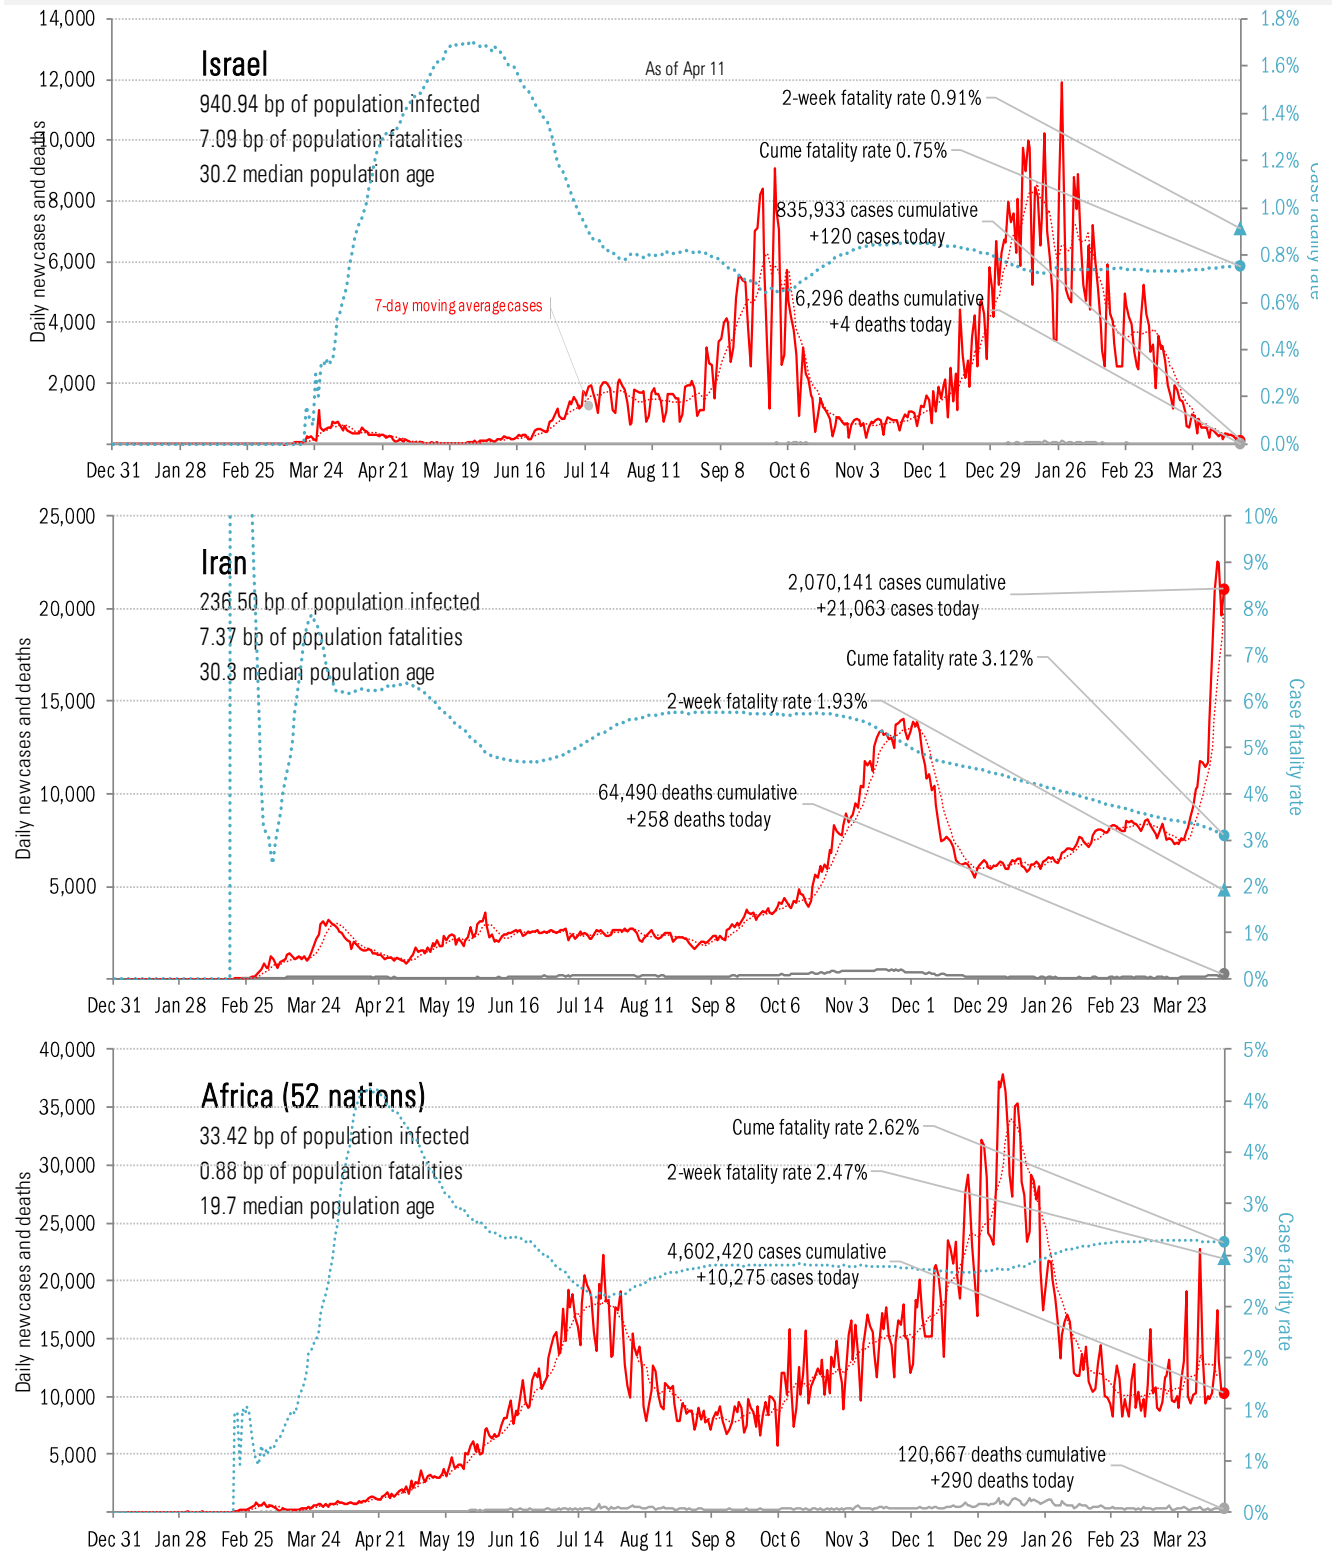 14,000
1.8%
Israel
As of Apr 11
12,000
1.6%
940.94 bp of population infected
2-week fatality rate 0.91%
1.4%
7.09 bp of population fatalities
10,000
Cume fatality rate 0.75%
1.2%
30.2 median population age
8,000
835,933 cases cumulative
+120 cases today
1.0%
6,000
0.8%
6,296 deaths cumulative
+4 deaths today
7-day moving average cases
0.6%
4,000
0.4%
2,000
0.2%
0.0%
Daily new cases and deaths
Case fatality rate
Dec 31 Jan 28 Feb 25 Mar 24 Apr 21 May 19 Jun 16 Jul 14 Aug 11 Sep 8 Oct 6 Nov 3 Dec 1 Dec 29 Jan 26 Feb 23 Mar 23
25,000
10%
Iran
9%
236.50 bp of population infected
2,070,141 cases cumulative
+21,063 cases today
20,000
8%
7.37 bp of population fatalities
Cume fatality rate 3.12%
7%
30.3 median population age
15,000
2-week fatality rate 1.93%
6%
5%
10,000
64,490 deaths cumulative
+258 deaths today
4%
3%
5,000
2%
1%
0%
Daily new cases and deaths
Case fatality rate
Dec 31 Jan 28 Feb 25 Mar 24 Apr 21 May 19 Jun 16 Jul 14 Aug 11 Sep 8 Oct 6 Nov 3 Dec 1 Dec 29 Jan 26 Feb 23 Mar 23
40,000
5%
Africa (52 nations)
35,000
4%
33.42 bp of population infected
Cume fatality rate 2.62%
4%
30,000
0.88 bp of population fatalities
2-week fatality rate 2.47%
19.7 median population age
3%
25,000
4,602,420 cases cumulative
+10,275 cases today
3%
20,000
2%
15,000
2%
10,000
1%
5,000
120,667 deaths cumulative
+290 deaths today
1%
0%
Daily new cases and deaths
Case fatality rate
Dec 31 Jan 28 Feb 25 Mar 24 Apr 21 May 19 Jun 16 Jul 14 Aug 11 Sep 8 Oct 6 Nov 3 Dec 1 Dec 29 Jan 26 Feb 23 Mar 23